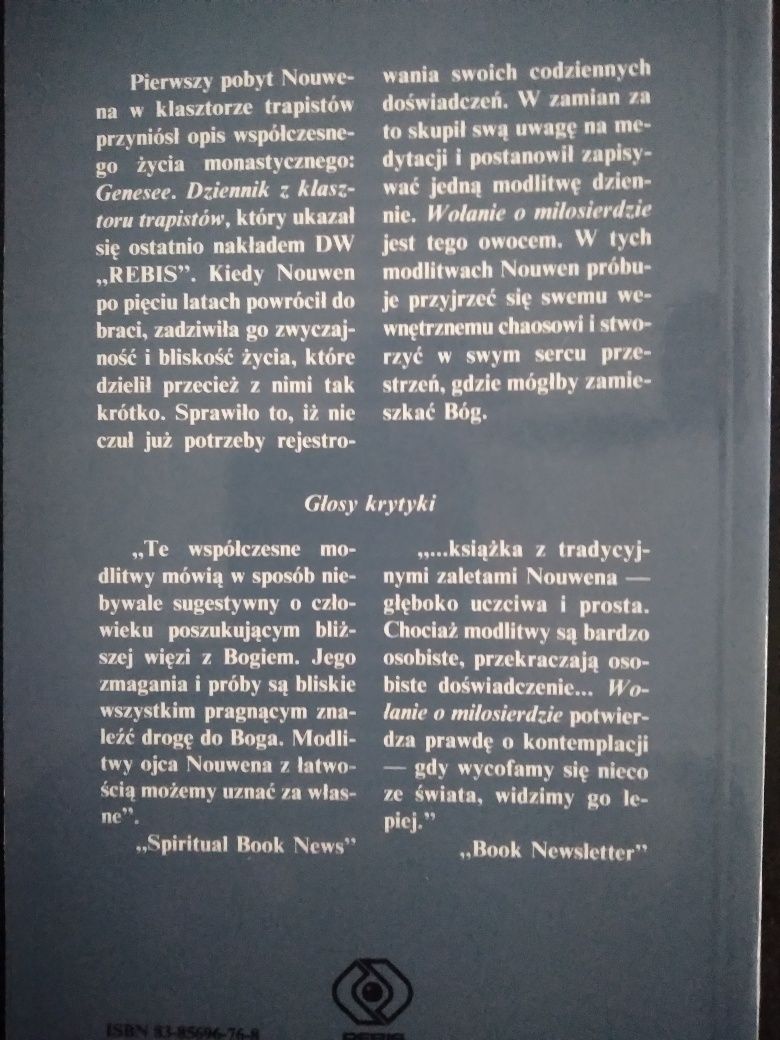 Pierwszy pobyt Nouwe-
na w klasztorze trapistów
przyniósł opis współczesne-
go życia monastycznego:
Genesee. Dziennik z klasz-
toru trapistów, który ukazał
się ostatnio nakładem DW
„REBIS”. Kiedy Nouwen
po pięciu latach powrócił do
braci, zadziwiła go zwyczaj-
ność i bliskość życia, które
dzielił przecież z nimi tak
krótko. Sprawiło to, iż nie
czuł już potrzeby rejestro-
wania swoich codziennych
doświadczeń. W zamian za
to skupił swą uwagę na me-
dytacji i postanowił zapisy-
wać jedną modlitwę dzien-
nie. Wołanie o miłosierdzie
jest tego owocem. W tych
modlitwach Nouwen próbu-
je przyjrzeć się swemu we-
wnętrznemu chaosowi i stwo-
rzyć w swym sercu prze-
strzeń, gdzie mógłby zamie-
szkać Bóg.
Głosy krytyki
„Te współczesne mo-
dlitwy mówią w sposób nie-
bywale sugestywny o czło-
wieku poszukującym bliż-
szej więzi z Bogiem. Jego
zmagania i próby są bliskie
wszystkim pragnącym zna-
leźć drogę do Boga. Modli-
twy ojca Nouwena z łatwo-
ścią możemy uznać za włas-
ne”.
„Spiritual Book News”
„...książka z tradycyj-
nymi zaletami Nouwena —
głęboko uczciwa i prosta.
Chociaż modlitwy są bardzo
osobiste, przekraczają oso-
biste doświadczenie... Wo-
łanie o miłosierdzie potwier-
dza prawdę o kontemplacji
— gdy wycofamy się nieco
ze świata, widzimy go le-
piej.”
„Book Newsletter”
ISBN 83-85696-76-8
REBIS